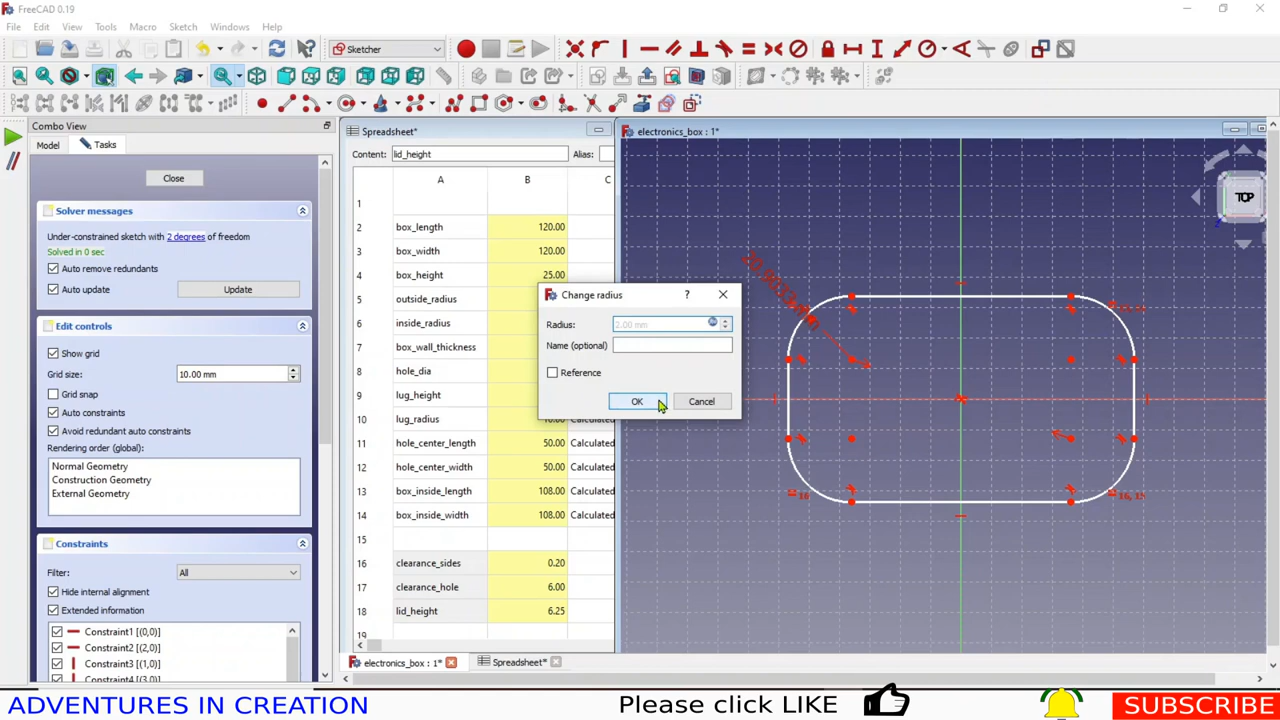 FreeCAD 0.19
File Edit View Tools Macro Sketch Windows Help
Sketcher
Combo View
Model Tasks
Close
Solver messages
Under-constrained sketch with 2 degrees of freedom
Solved in 0 sec
Auto remove redundants
Auto update
Update
Edit controls
Show grid
Grid size: 10.00 mm
Grid snap
Auto constraints
Avoid redundant auto constraints
Rendering order (global):
Normal Geometry
Construction Geometry
External Geometry
Constraints
Filter: All
Hide internal alignment
Extended information
Constraint1 [(0,0)]
Constraint2 [(2,0)]
Constraint3 [(1,0)]
Constraint4 [(3,0)]
Spreadsheet*
Content: lid_height Alias:
A B C
1
2 box_length 120.00
3 box_width 120.00
4 box_height 25.00
5 outside_radius
6 inside_radius
7 box_wall_thickness
8 hole_dia
9 lug_height
10 lug_radius
11 hole_center_length 50.00 Calculated
12 hole_center_width 50.00 Calculated
13 box_inside_length 108.00 Calculated
14 box_inside_width 108.00 Calculated
15
16 clearance_sides 0.20
17 clearance_hole 6.00
18 lid_height 6.25
19
Change radius ?
Radius: 2.00 mm
Name (optional)
Reference
OK Cancel
electronics_box : 1*
TOP
electronics_box : 1* Spreadsheet*
ADVENTURES IN CREATION Please click LIKE SUBSCRIBE